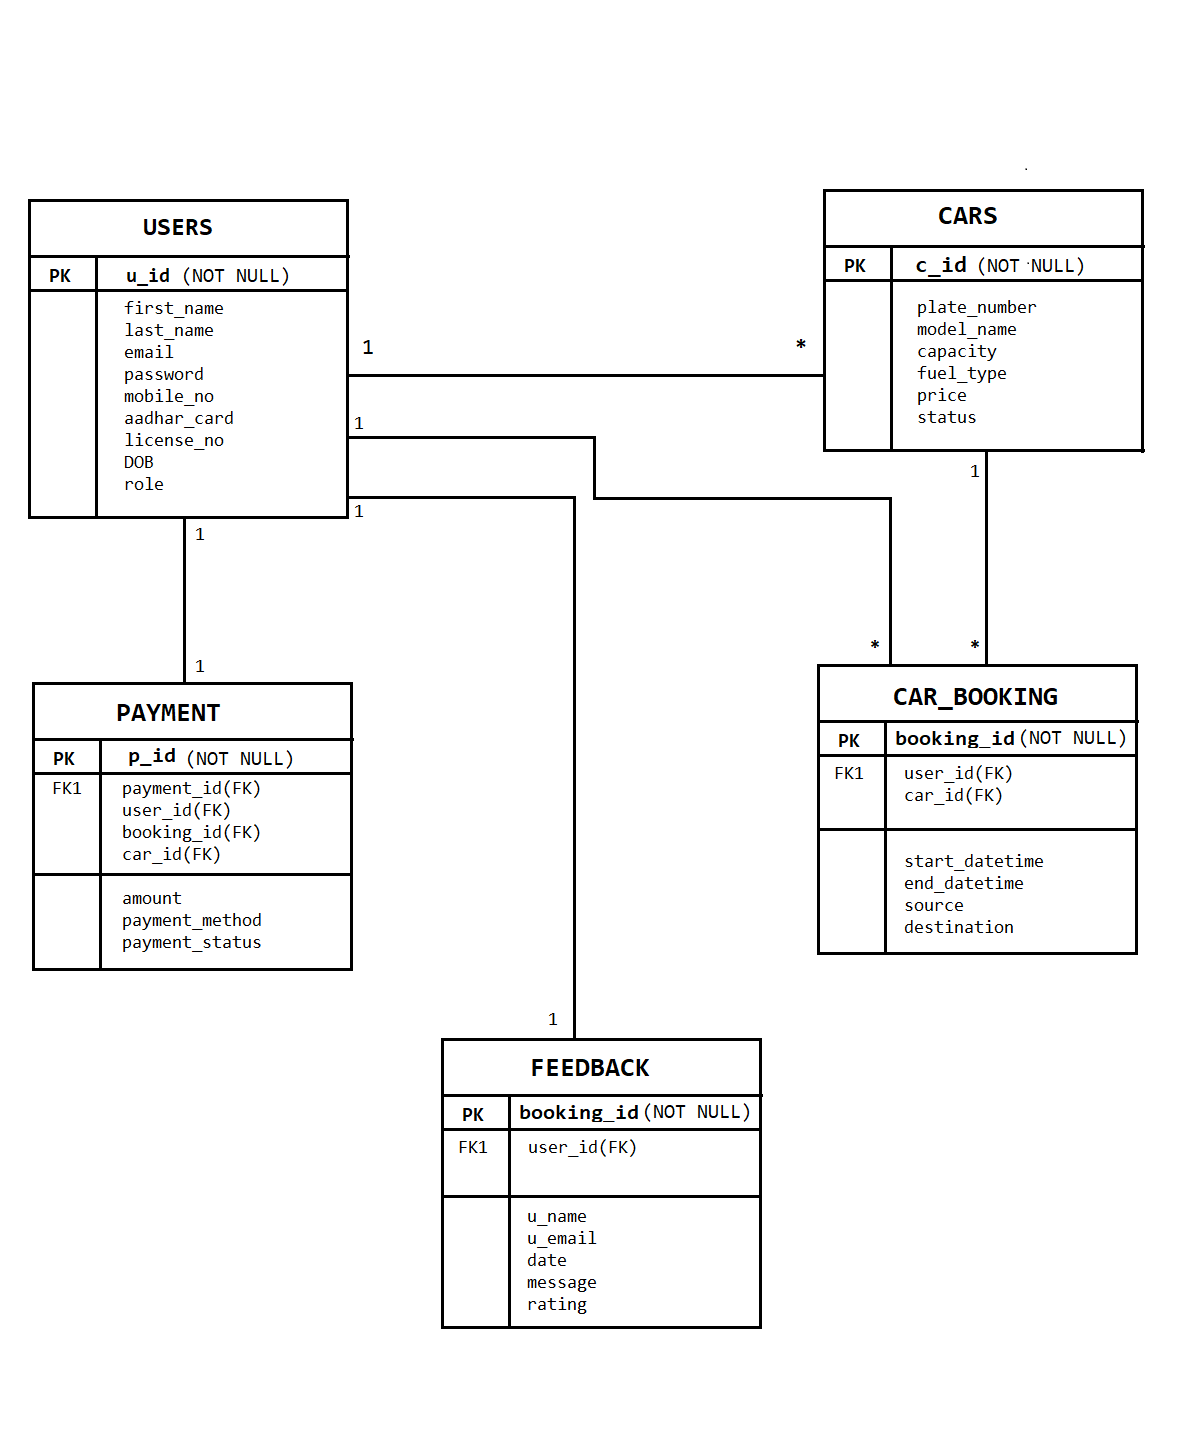 USERS
PK u_id (NOT NULL)
first_name
last_name
email
password
mobile_no
aadhar_card
license_no
DOB
role
CARS
PK c_id (NOT NULL)
plate_number
model_name
capacity
fuel_type
price
status
1
*
1
1
1
1
1
*
*
PAYMENT
PK p_id (NOT NULL)
FK1 payment_id(FK)
user_id(FK)
booking_id(FK)
car_id(FK)
amount
payment_method
payment_status
CAR_BOOKING
PK booking_id (NOT NULL)
FK1 user_id(FK)
car_id(FK)
start_datetime
end_datetime
source
destination
1
FEEDBACK
PK booking_id (NOT NULL)
FK1 user_id(FK)
u_name
u_email
date
message
rating